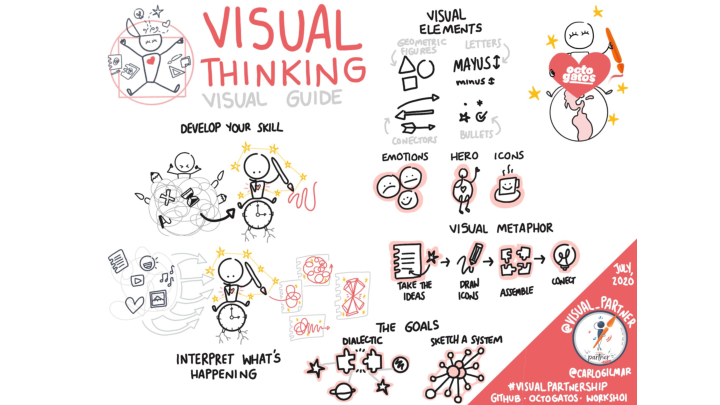 VISUAL
THINKING
VISUAL GUIDE
DEVELOP YOUR SKILL
INTERPRET WHAT'S
HAPPENING
VISUAL
ELEMENTS
GEOMETRIC
FIGURES
LETTERS
MAYUS
minus
CONECTORS
BULLETS
EMOTIONS
HERO
ICONS
VISUAL METAPHOR
TAKE THE
IDEAS
DRAW
ICONS
ASSEMBLE
CONECT
THE GOALS
DIALECTIC
SKETCH A SYSTEM
octo
gatos
JULY,
2020
@VISUAL_PARTNER
partner
@CARLOGILMAR
#VISUALPARTNERSHIP
GITHUB · OCTOGATOS · WORKSHOP